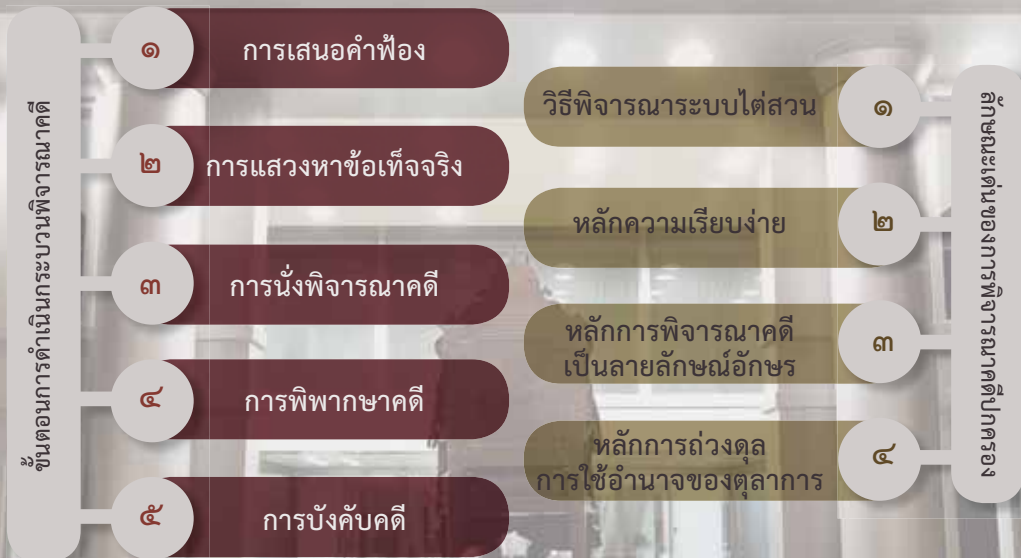 ขั้นตอนการดำเนินกระบวนพิจารณาคดี
๑
การเสนอคำฟ้อง
๒
การแสวงหาข้อเท็จจริง
๓
การนั่งพิจารณาคดี
๔
การพิพากษาคดี
๕
การบังคับคดี
ลักษณะเด่นของการพิจารณาคดีปกครอง
วิธีพิจารณาระบบไต่สวน
๑
หลักความเรียบง่าย
๒
หลักการพิจารณาคดี
เป็นลายลักษณ์อักษร
๓
หลักการถ่วงดุล
การใช้อำนาจของตุลาการ
๔